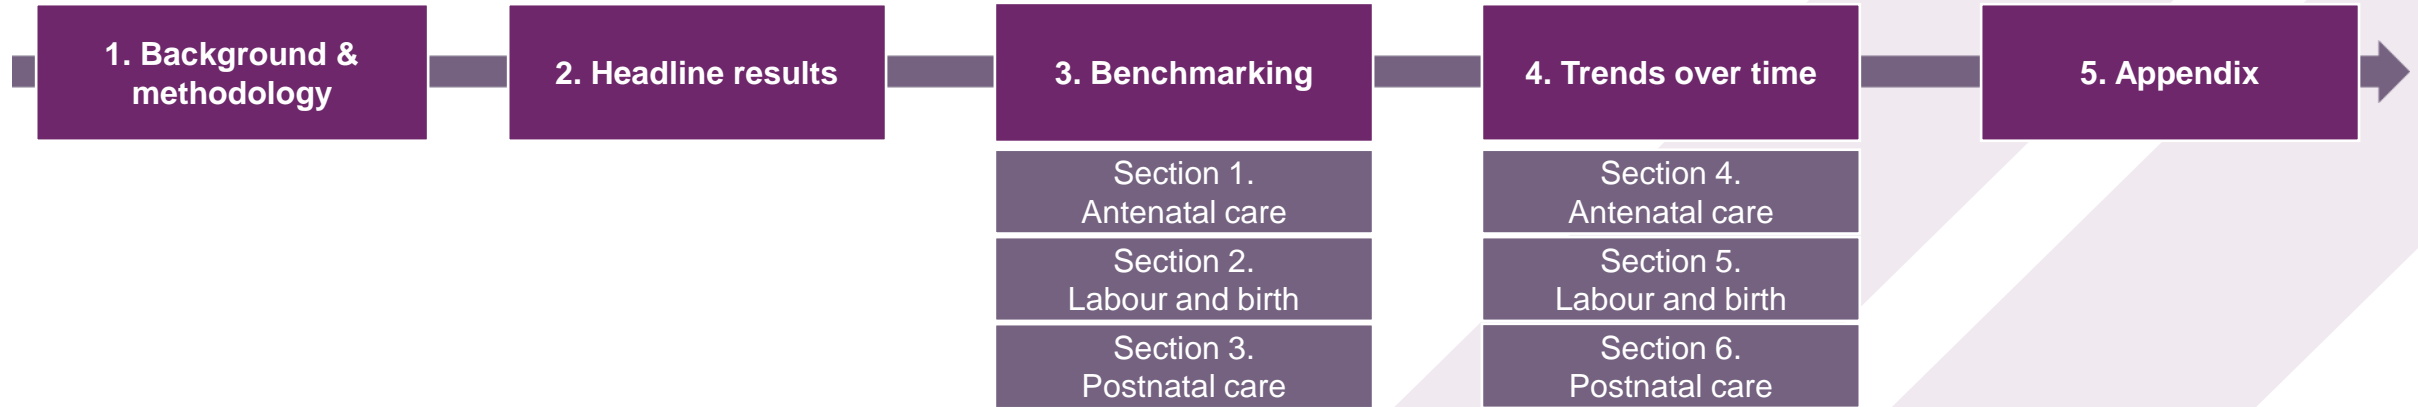 1. Background &
methodology
2. Headline results
3. Benchmarking
Section 1.
Antenatal care
Section 2.
Labour and birth
Section 3.
Postnatal care
4. Trends over time
Section 4.
Antenatal care
Section 5.
Labour and birth
Section 6.
Postnatal care
5. Appendix